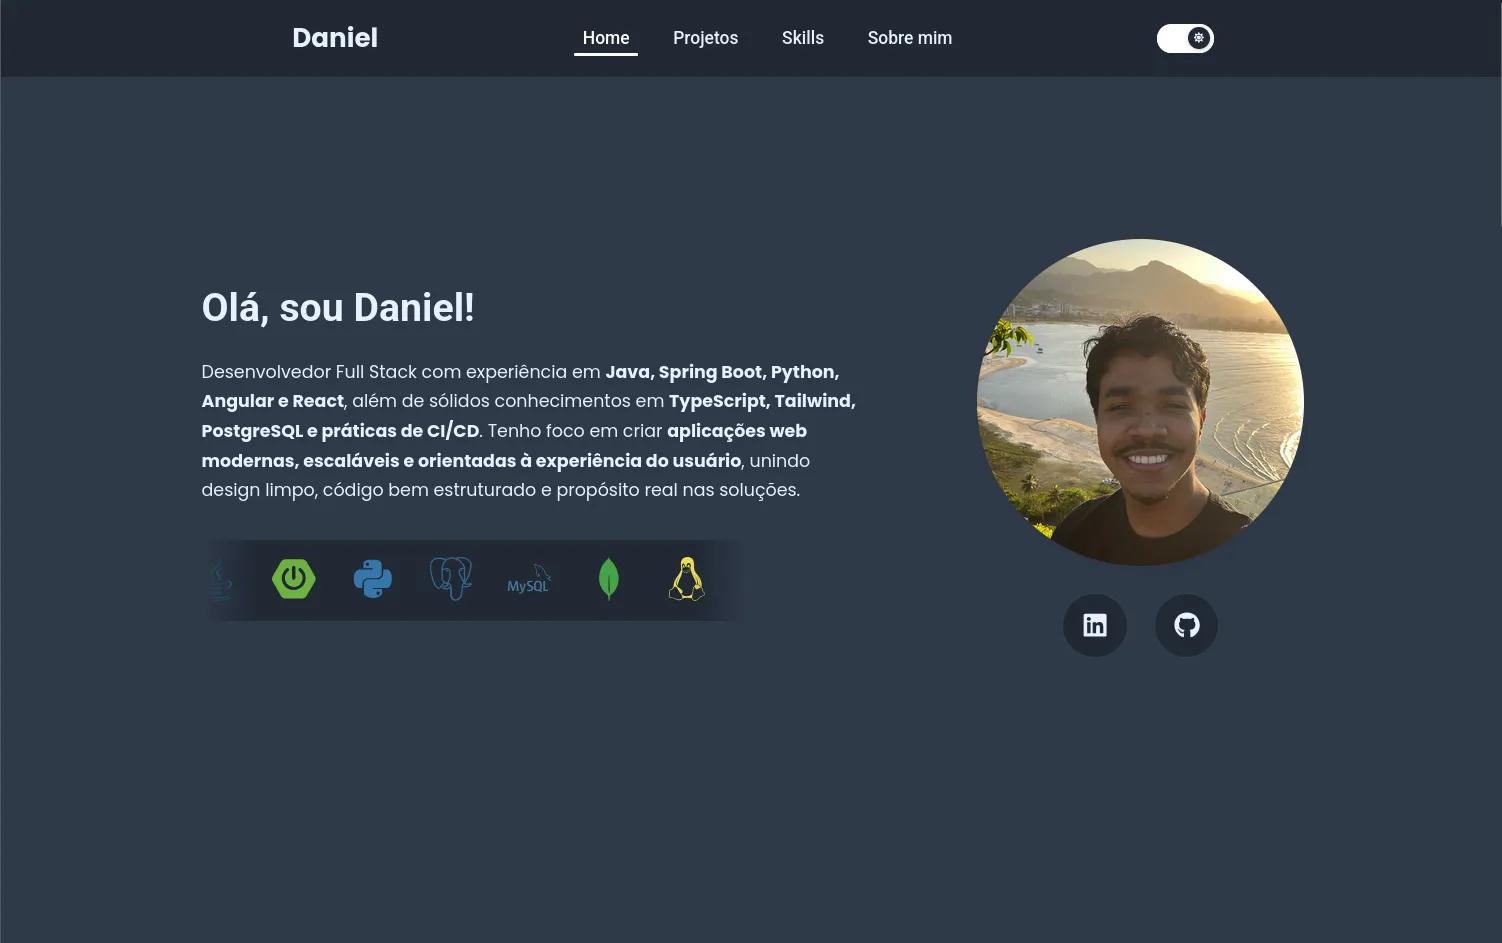 Daniel
Home
Projetos
Skills
Sobre mim
Olá, sou Daniel!
Desenvolvedor Full Stack com experiência em Java, Spring Boot, Python,
Angular e React, além de sólidos conhecimentos em TypeScript, Tailwind,
PostgreSQL e práticas de CI/CD. Tenho foco em criar aplicações web
modernas, escaláveis e orientadas à experiência do usuário, unindo
design limpo, código bem estruturado e propósito real nas soluções.
MySQL
in